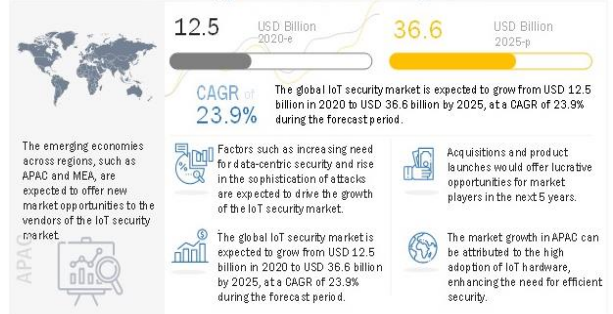 12.5
USD Billion
2020-e
36.6
USD Billion
2025-p
CAGR of
23.9%
The global IoT security market is expected to grow from USD 12.5
billion in 2020 to USD 36.6 billion by 2025, at a CAGR of 23.9%
during the forecast period.
The emerging economies
across regions, such as
APAC and MEA, are
expected to offer new
market opportunities to the
vendors of the IoT security
market.
APAC
Factors such as increasing need
for data-centric security and rise
in the sophistication of attacks
are expected to drive the growth
of the IoT security market.
Acquisitions and product
launches would offer lucrative
opportunities for market
players in the next 5 years.
The global IoT security market is
expected to grow from USD 12.5
billion in 2020 to USD 36.6 billion
by 2025, at a CAGR of 23.9%
during the forecast period.
The market growth in APAC can
be attributed to the high
adoption of IoT hardware,
enhancing the need for efficient
security.